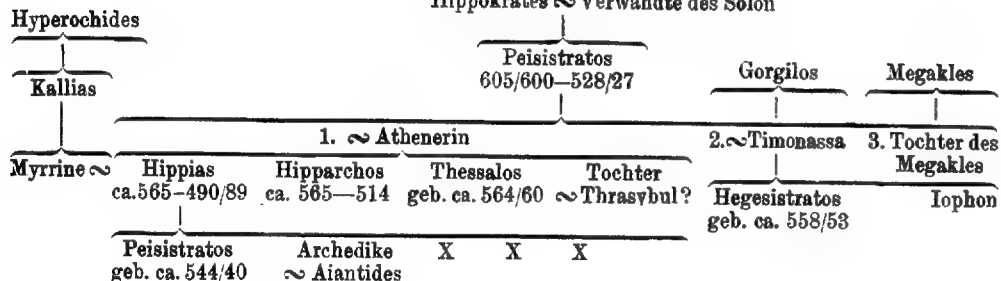 Hippokrates ∾ Verwandte des Solon
Hyperochides
Peisistratos
605/600—528/27
Gorgilos Megakles
Kallias
1. ∾ Athenerin 2.∾Timonassa 3. Tochter des
Megakles
Myrrine ∾ Hippias Hipparchos Thessalos Tochter
ca.565–490/89 ca. 565—514 geb. ca. 564/60 ∾Thrasybul?
Hegesistratos Iophon
geb. ca. 558/53
Peisistratos Archedike X X X
geb. ca. 544/40 ∾ Aiantides